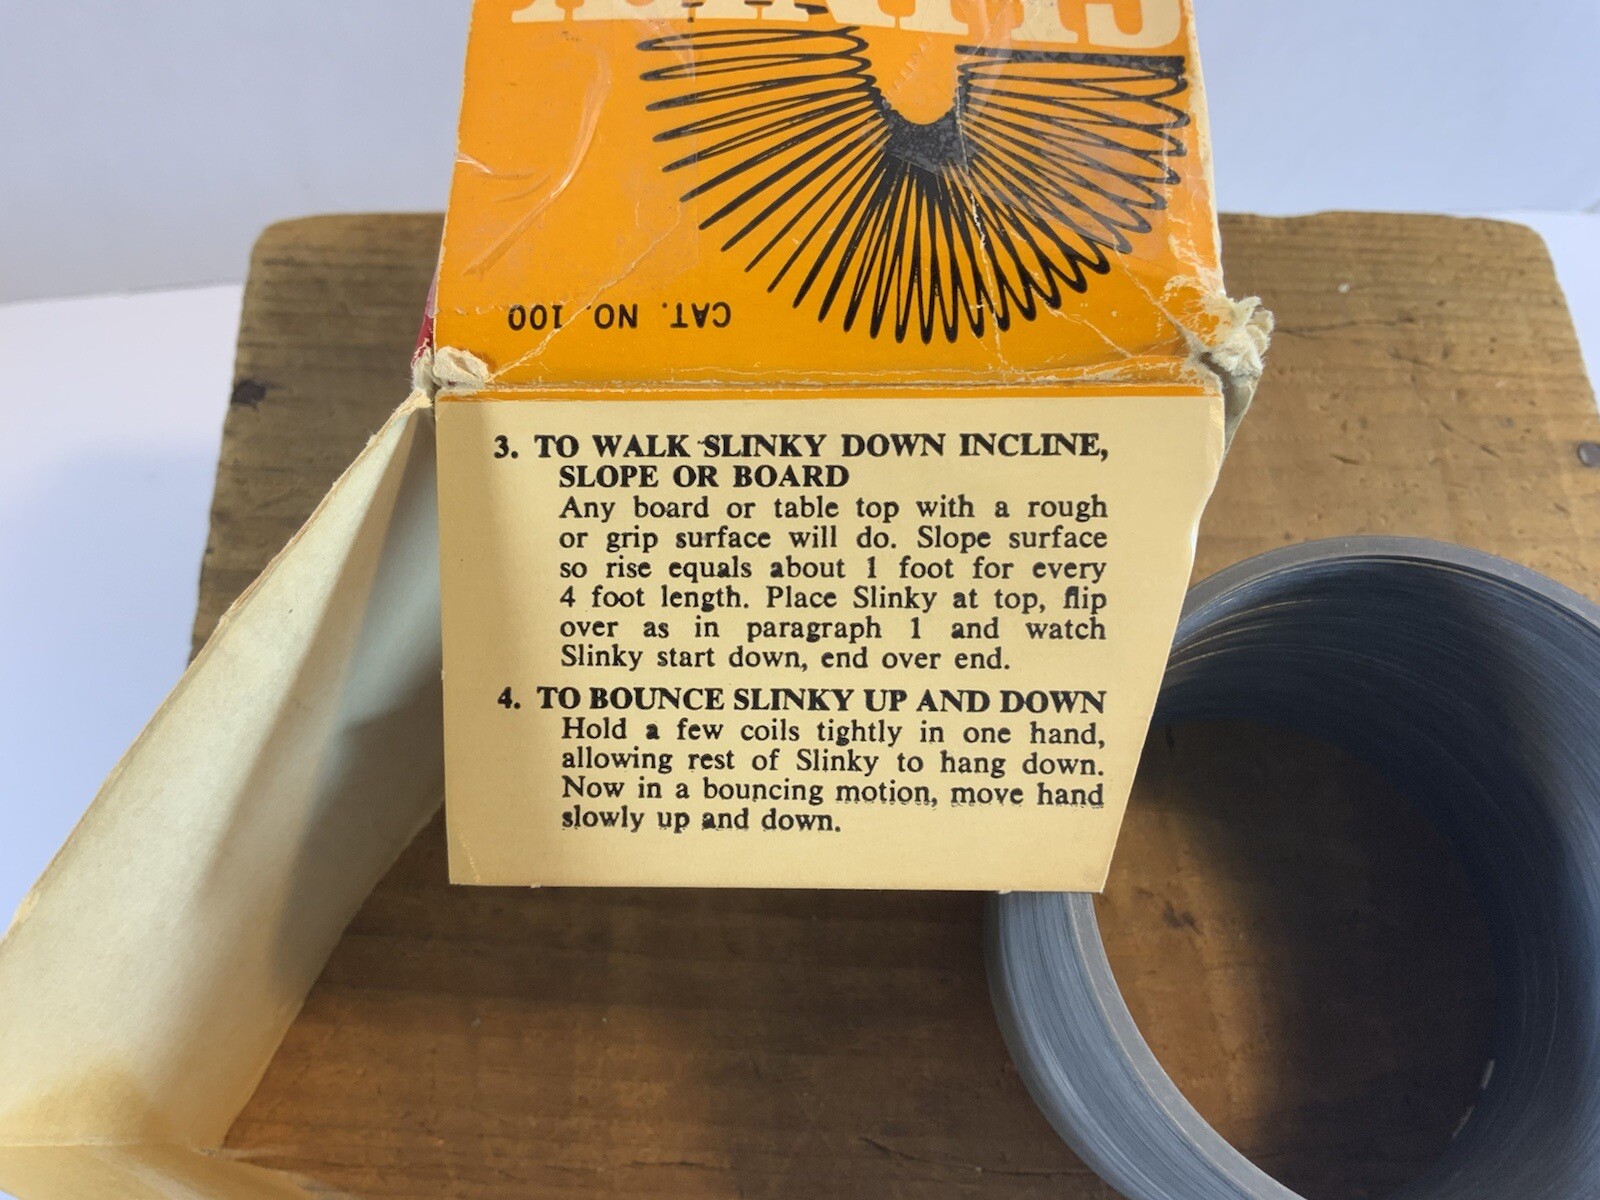 SLINKY
CAT. NO. 100
3. TO WALK SLINKY DOWN INCLINE,
SLOPE OR BOARD
Any board or table top with a rough
or grip surface will do. Slope surface
so rise equals about 1 foot for every
4 foot length. Place Slinky at top, flip
over as in paragraph 1 and watch
Slinky start down, end over end.
4. TO BOUNCE SLINKY UP AND DOWN
Hold a few coils tightly in one hand,
allowing rest of Slinky to hang down.
Now in a bouncing motion, move hand
slowly up and down.